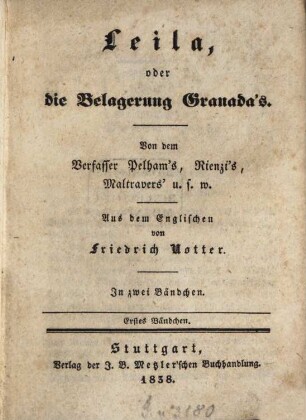 Leila,
oder
die Belagerung Granada's.
Von dem
Verfasser Pelham's, Rienzi's,
Maltravers' u. s. w.
Aus dem Englischen
von
Friedrich Notter.
In zwei Bändchen.
Erstes Bändchen.
Stuttgart,
Verlag der J. B. Metzler'schen Buchhandlung.
1838.